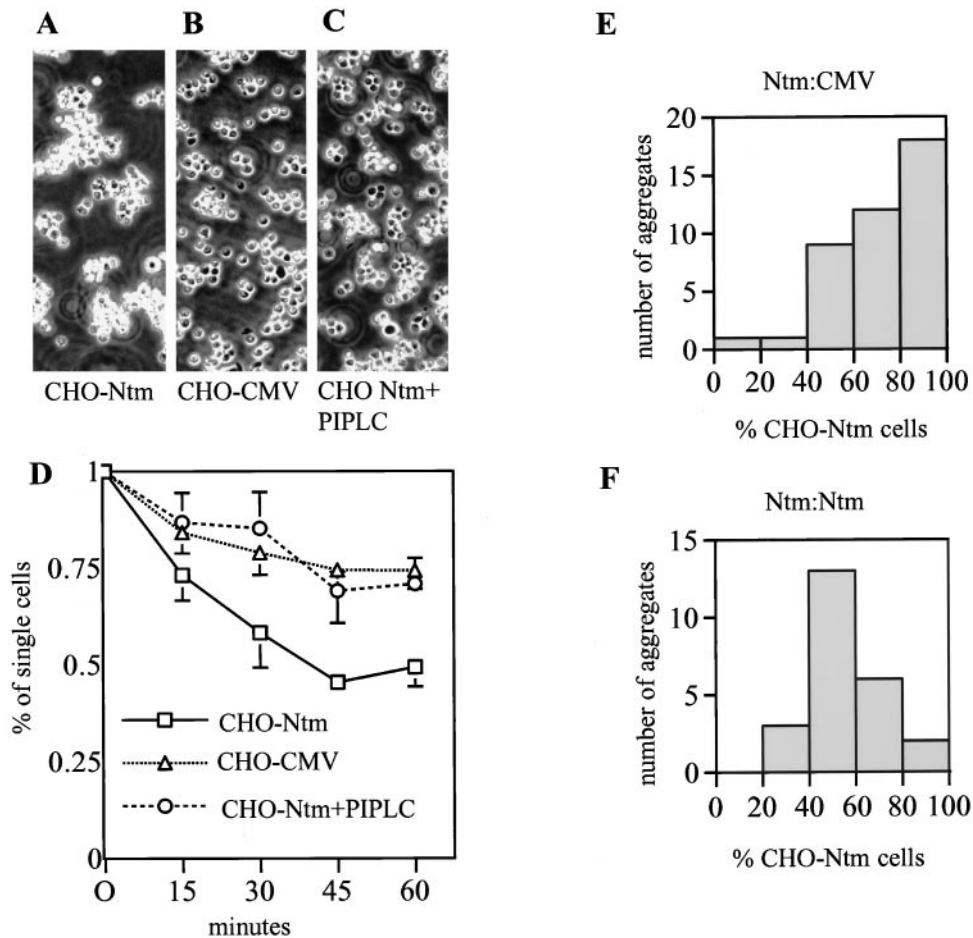 A
B
C
CHO-Ntm
CHO-CMV
CHO Ntm+
PIPLC
D
% of single cells
1
0.75
0.5
0.25
0
CHO-Ntm
CHO-CMV
CHO-Ntm+PIPLC
O 15 30 45 60
minutes
E
Ntm:CMV
number of aggregates
20
15
10
5
0
0 20 40 60 80 100
% CHO-Ntm cells
F
Ntm:Ntm
number of aggregates
15
10
5
0
0 20 40 60 80 100
% CHO-Ntm cells